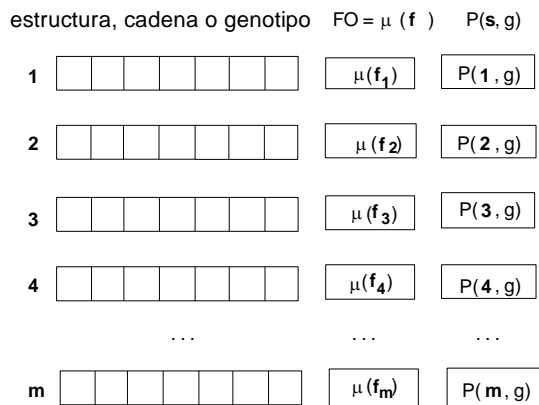 estructura, cadena o genotipo FO = μ (f ) P(s, g)
1 μ(f1) P( 1 , g)
2 μ (f2) P( 2 , g)
3 μ(f3) P( 3 , g)
4 μ(f4) P( 4 , g)
. . . . . . . . .
m μ(fm) P( m , g)